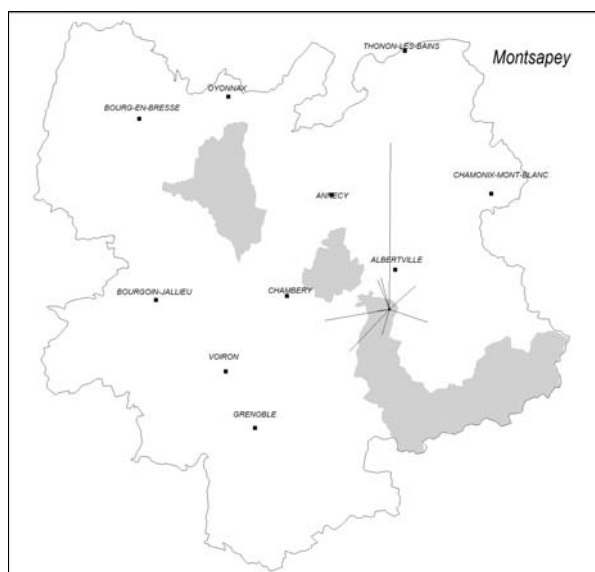 THONON-LES-BAINS
Montsapey
OYONNAX
BOURG-EN-BRESSE
CHAMONIX-MONT-BLANC
ANNECY
ALBERTVILLE
CHAMBERY
BOURGOIN-JALLIEU
VOIRON
GRENOBLE